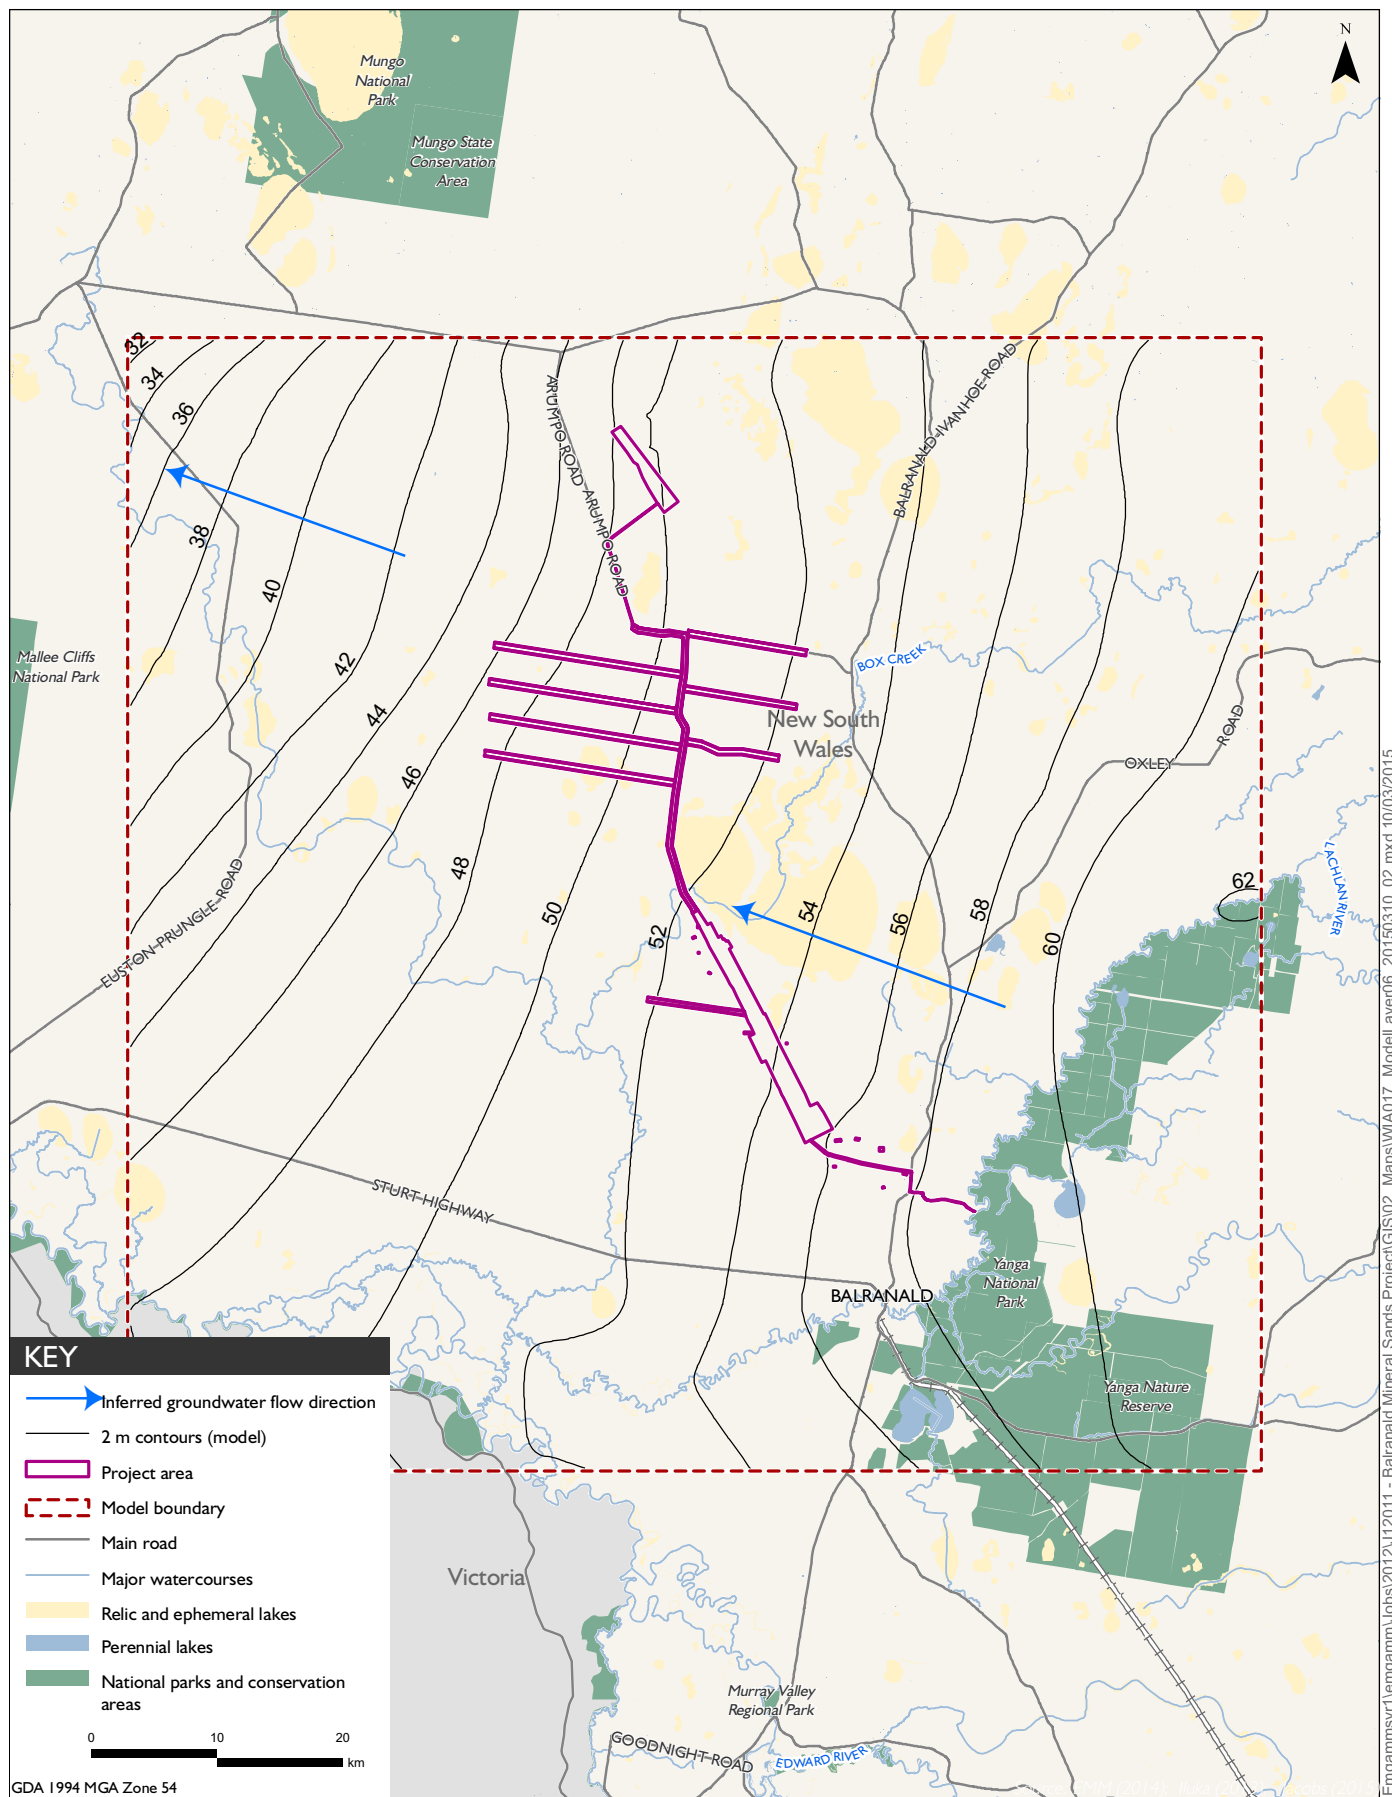 N
Mungo
National
Park
Mungo State
Conservation
Area
32
34
36
38
40
42
44
46
48
50
52
54
56
58
60
62
ARUMPO ROAD
ARUMPO ROAD
BALRANALD-IVANHOE-ROAD
Mallee Cliffs
National Park
BOX CREEK
New South
Wales
OXLEY
ROAD
LACHLAN RIVER
EUSTON-PRUNGLE-ROAD
STURT HIGHWAY
BALRANALD
Yanga
National
Park
Yanga Nature
Reserve
Victoria
Murray Valley
Regional Park
GOODNIGHT-ROAD
EDWARD RIVER
KEY
Inferred groundwater flow direction
2 m contours (model)
Project area
Model boundary
Main road
Major watercourses
Relic and ephemeral lakes
Perennial lakes
National parks and conservation
areas
0
10
20
km
GDA 1994 MGA Zone 54